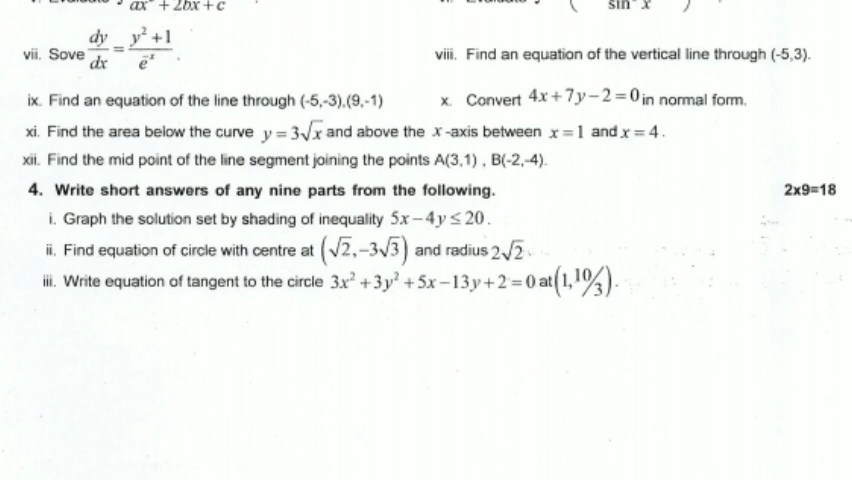 ax + 2bx + c
sin x
vii. Sove dy/dx = (y² + 1)/e⁻ˣ . viii. Find an equation of the vertical line through (-5,3).
ix. Find an equation of the line through (-5,-3),(9,-1) x. Convert 4x + 7y − 2 = 0 in normal form.
xi. Find the area below the curve y = 3√x and above the x -axis between x = 1 and x = 4 .
xii. Find the mid point of the line segment joining the points A(3,1) , B(-2,-4).
4. Write short answers of any nine parts from the following. 2x9=18
i. Graph the solution set by shading of inequality 5x − 4y ≤ 20 .
ii. Find equation of circle with centre at (√2, −3√3) and radius 2√2 .
iii. Write equation of tangent to the circle 3x² + 3y² + 5x − 13y + 2 = 0 at (1, 10/3) .